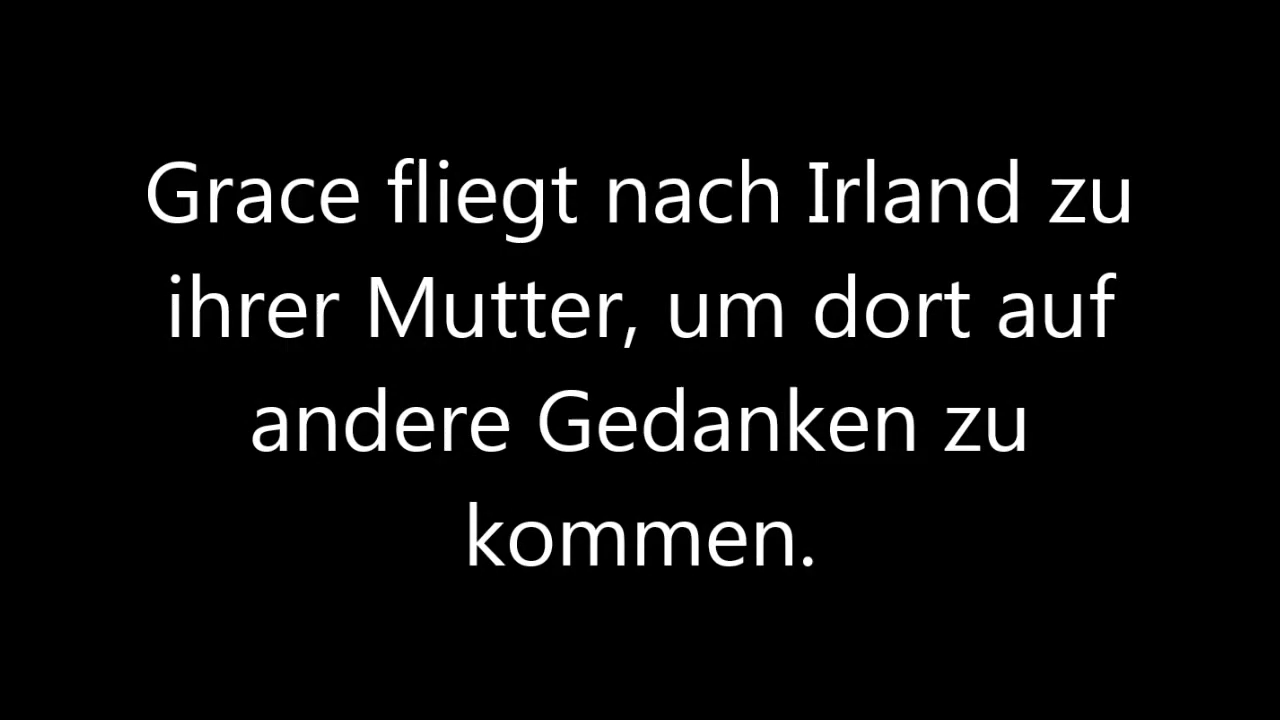 Grace fliegt nach Irland zu
ihrer Mutter, um dort auf
andere Gedanken zu
kommen.